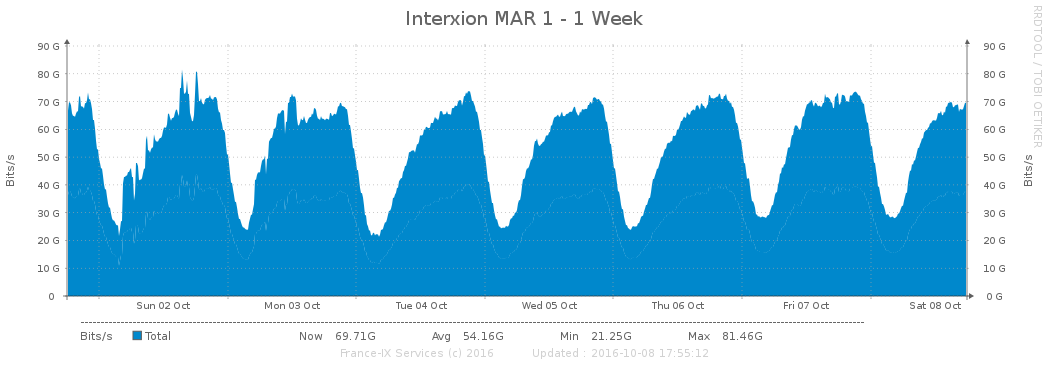 Interxion MAR 1 - 1 Week
RRDTOOL / TOBI OETIKER
Bits/s
90 G
80 G
70 G
60 G
50 G
40 G
30 G
20 G
10 G
0
90 G
80 G
70 G
60 G
50 G
40 G
30 G
20 G
10 G
0 G
Bits/s
Sun 02 Oct Mon 03 Oct Tue 04 Oct Wed 05 Oct Thu 06 Oct Fri 07 Oct Sat 08 Oct
Bits/s Total Now 69.71G Avg 54.16G Min 21.25G Max 81.46G
France-IX Services (c) 2016 Updated : 2016-10-08 17:55:12